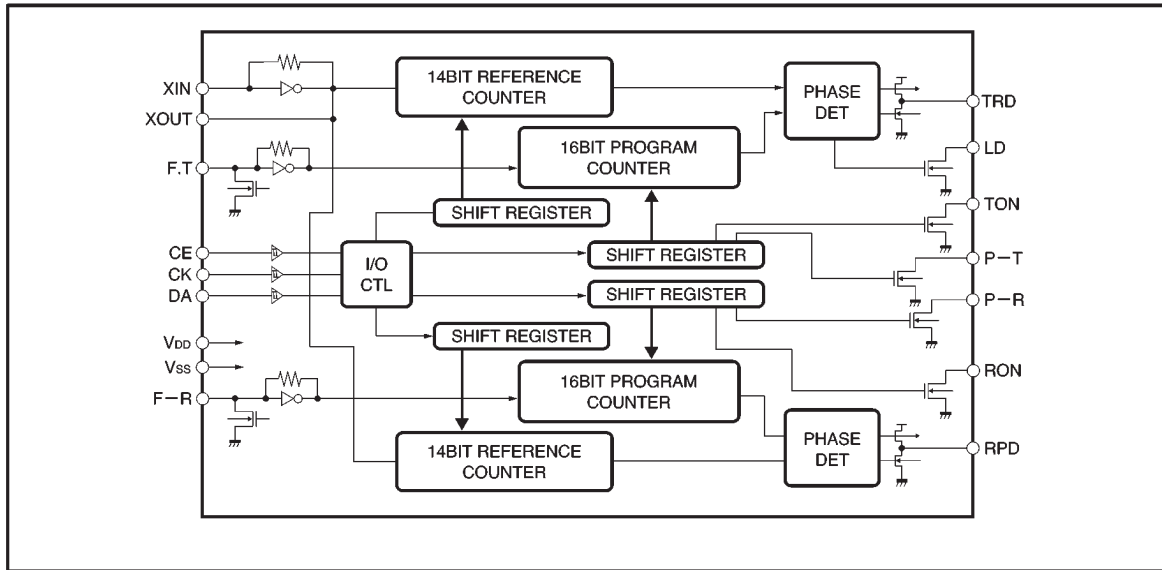 XIN
XOUT
F.T
CE
CK
DA
VDD
VSS
F-R
14BIT REFERENCE
COUNTER
16BIT PROGRAM
COUNTER
SHIFT REGISTER
I/O
CTL
SHIFT REGISTER
SHIFT REGISTER
SHIFT REGISTER
16BIT PROGRAM
COUNTER
14BIT REFERENCE
COUNTER
PHASE
DET
PHASE
DET
TRD
LD
TON
P-T
P-R
RON
RPD